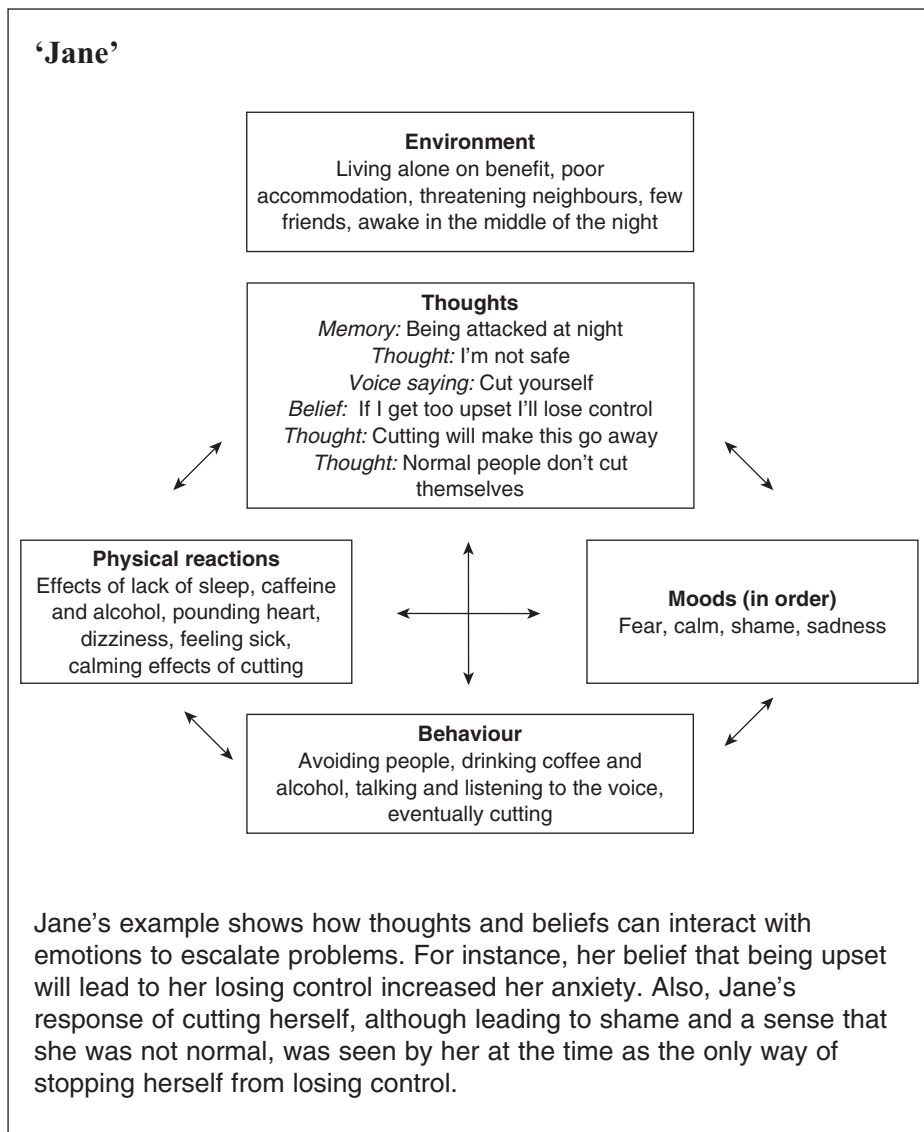 ‘Jane’
Environment
Living alone on benefit, poor
accommodation, threatening neighbours, few
friends, awake in the middle of the night
Thoughts
Memory: Being attacked at night
Thought: I’m not safe
Voice saying: Cut yourself
Belief: If I get too upset I’ll lose control
Thought: Cutting will make this go away
Thought: Normal people don’t cut
themselves
Physical reactions
Effects of lack of sleep, caffeine
and alcohol, pounding heart,
dizziness, feeling sick,
calming effects of cutting
Moods (in order)
Fear, calm, shame, sadness
Behaviour
Avoiding people, drinking coffee and
alcohol, talking and listening to the voice,
eventually cutting
Jane’s example shows how thoughts and beliefs can interact with
emotions to escalate problems. For instance, her belief that being upset
will lead to her losing control increased her anxiety. Also, Jane’s
response of cutting herself, although leading to shame and a sense that
she was not normal, was seen by her at the time as the only way of
stopping herself from losing control.